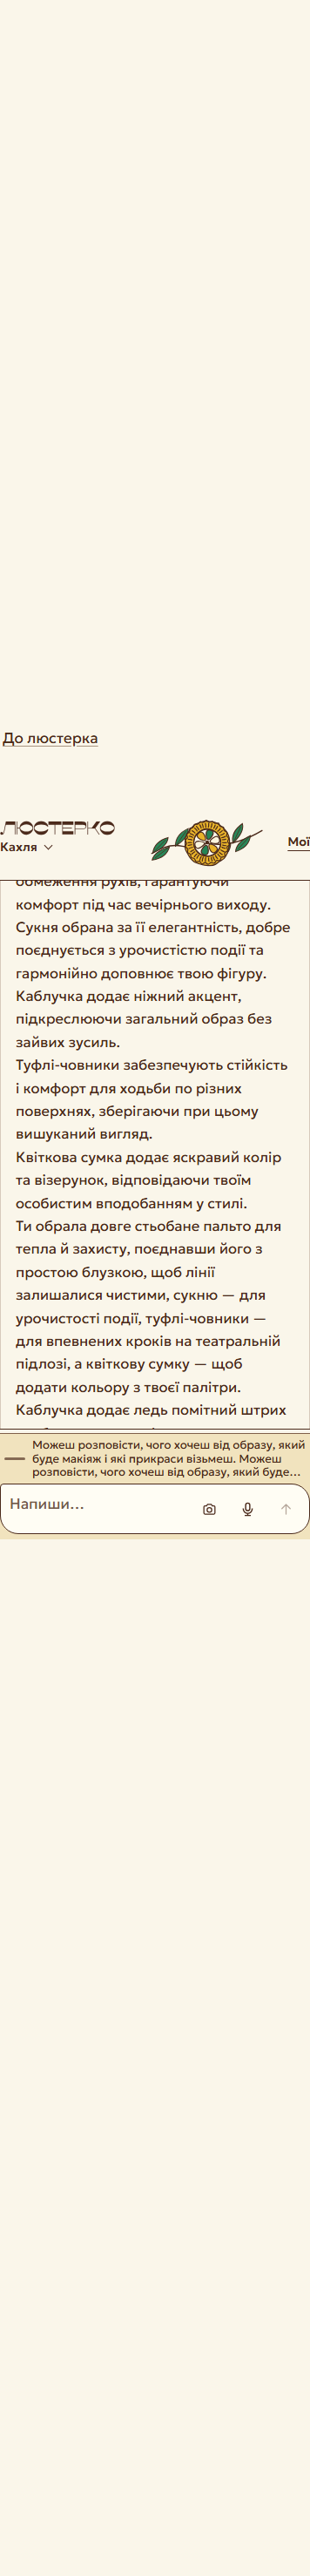 До люстерка
ЛЮСТЕРКО
Кахля
Мої
обмеження рухів, гарантуючи
комфорт під час вечірнього виходу.
Сукня обрана за її елегантність, добре
поєднується з урочистістю події та
гармонійно доповнює твою фігуру.
Каблучка додає ніжний акцент,
підкреслюючи загальний образ без
зайвих зусиль.
Туфлі-човники забезпечують стійкість
і комфорт для ходьби по різних
поверхнях, зберігаючи при цьому
вишуканий вигляд.
Квіткова сумка додає яскравий колір
та візерунок, відповідаючи твоїм
особистим вподобанням у стилі.
Ти обрала довге стьобане пальто для
тепла й захисту, поєднавши його з
простою блузкою, щоб лінії
залишалися чистими, сукню — для
урочистості події, туфлі-човники —
для впевнених кроків на театральній
підлозі, а квіткову сумку — щоб
додати кольору з твоєї палітри.
Каблучка додає ледь помітний штрих
Можеш розповісти, чого хочеш від образу, який
буде макіяж і які прикраси візьмеш. Можеш
розповісти, чого хочеш від образу, який буде…
Напиши…